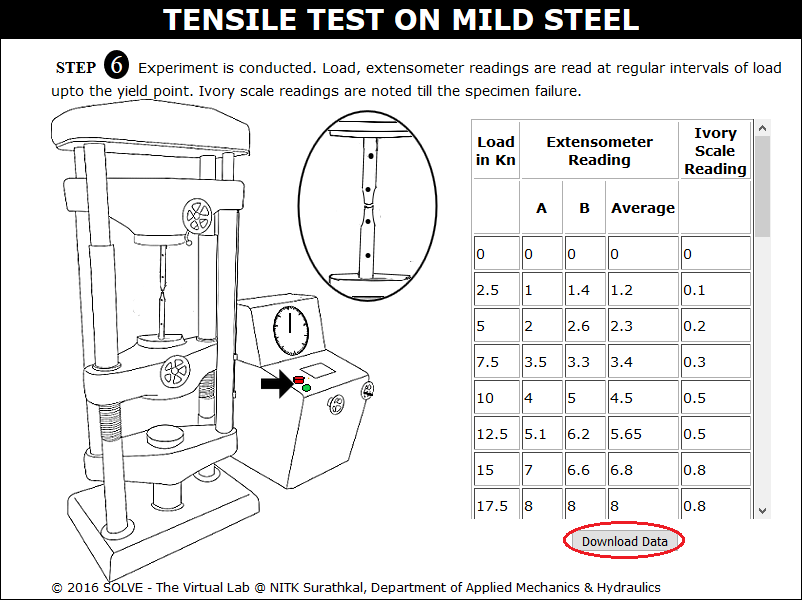 TENSILE TEST ON MILD STEEL
STEP 6 Experiment is conducted. Load, extensometer readings are read at regular intervals of load
upto the yield point. Ivory scale readings are noted till the specimen failure.
Load in Kn Extensometer Reading Ivory Scale Reading
A B Average
0 0 0 0 0
2.5 1 1.4 1.2 0.1
5 2 2.6 2.3 0.2
7.5 3.5 3.3 3.4 0.3
10 4 5 4.5 0.5
12.5 5.1 6.2 5.65 0.5
15 7 6.6 6.8 0.8
17.5 8 8 8 0.8
Download Data
© 2016 SOLVE - The Virtual Lab @ NITK Surathkal, Department of Applied Mechanics & Hydraulics